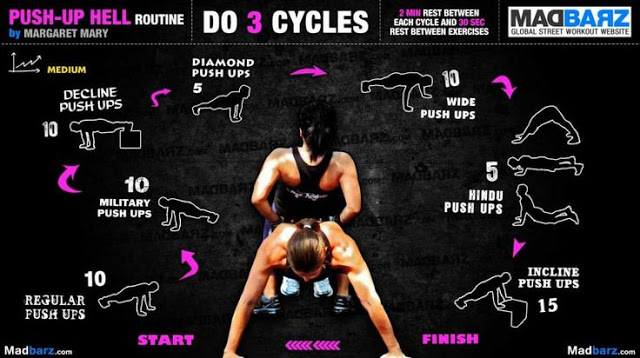 PUSH-UP HELL ROUTINE
by MARGARET MARY
DO 3 CYCLES
2 MIN REST BETWEEN
EACH CYCLE AND 30 SEC
REST BETWEEN EXERCISES
MADBARZ
GLOBAL STREET WORKOUT WEBSITE
MEDIUM
DIAMOND
PUSH UPS
5
10
WIDE
PUSH UPS
DECLINE
PUSH UPS
10
5
HINDU
PUSH UPS
10
MILITARY
PUSH UPS
10
REGULAR
PUSH UPS
INCLINE
PUSH UPS
15
START
FINISH
Madbarz.com
Madbarz.com